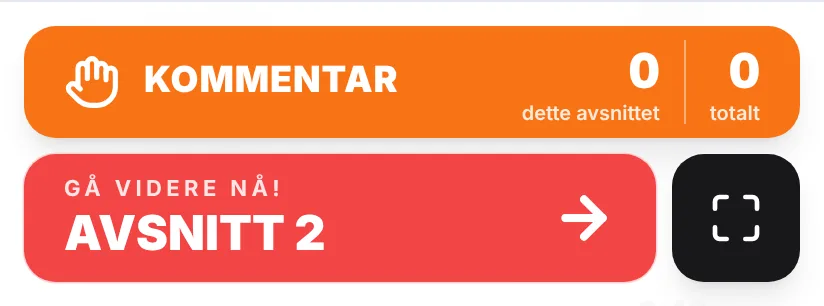 KOMMENTAR
0
dette avsnittet
0
totalt
GÅ VIDERE NÅ!
AVSNITT 2